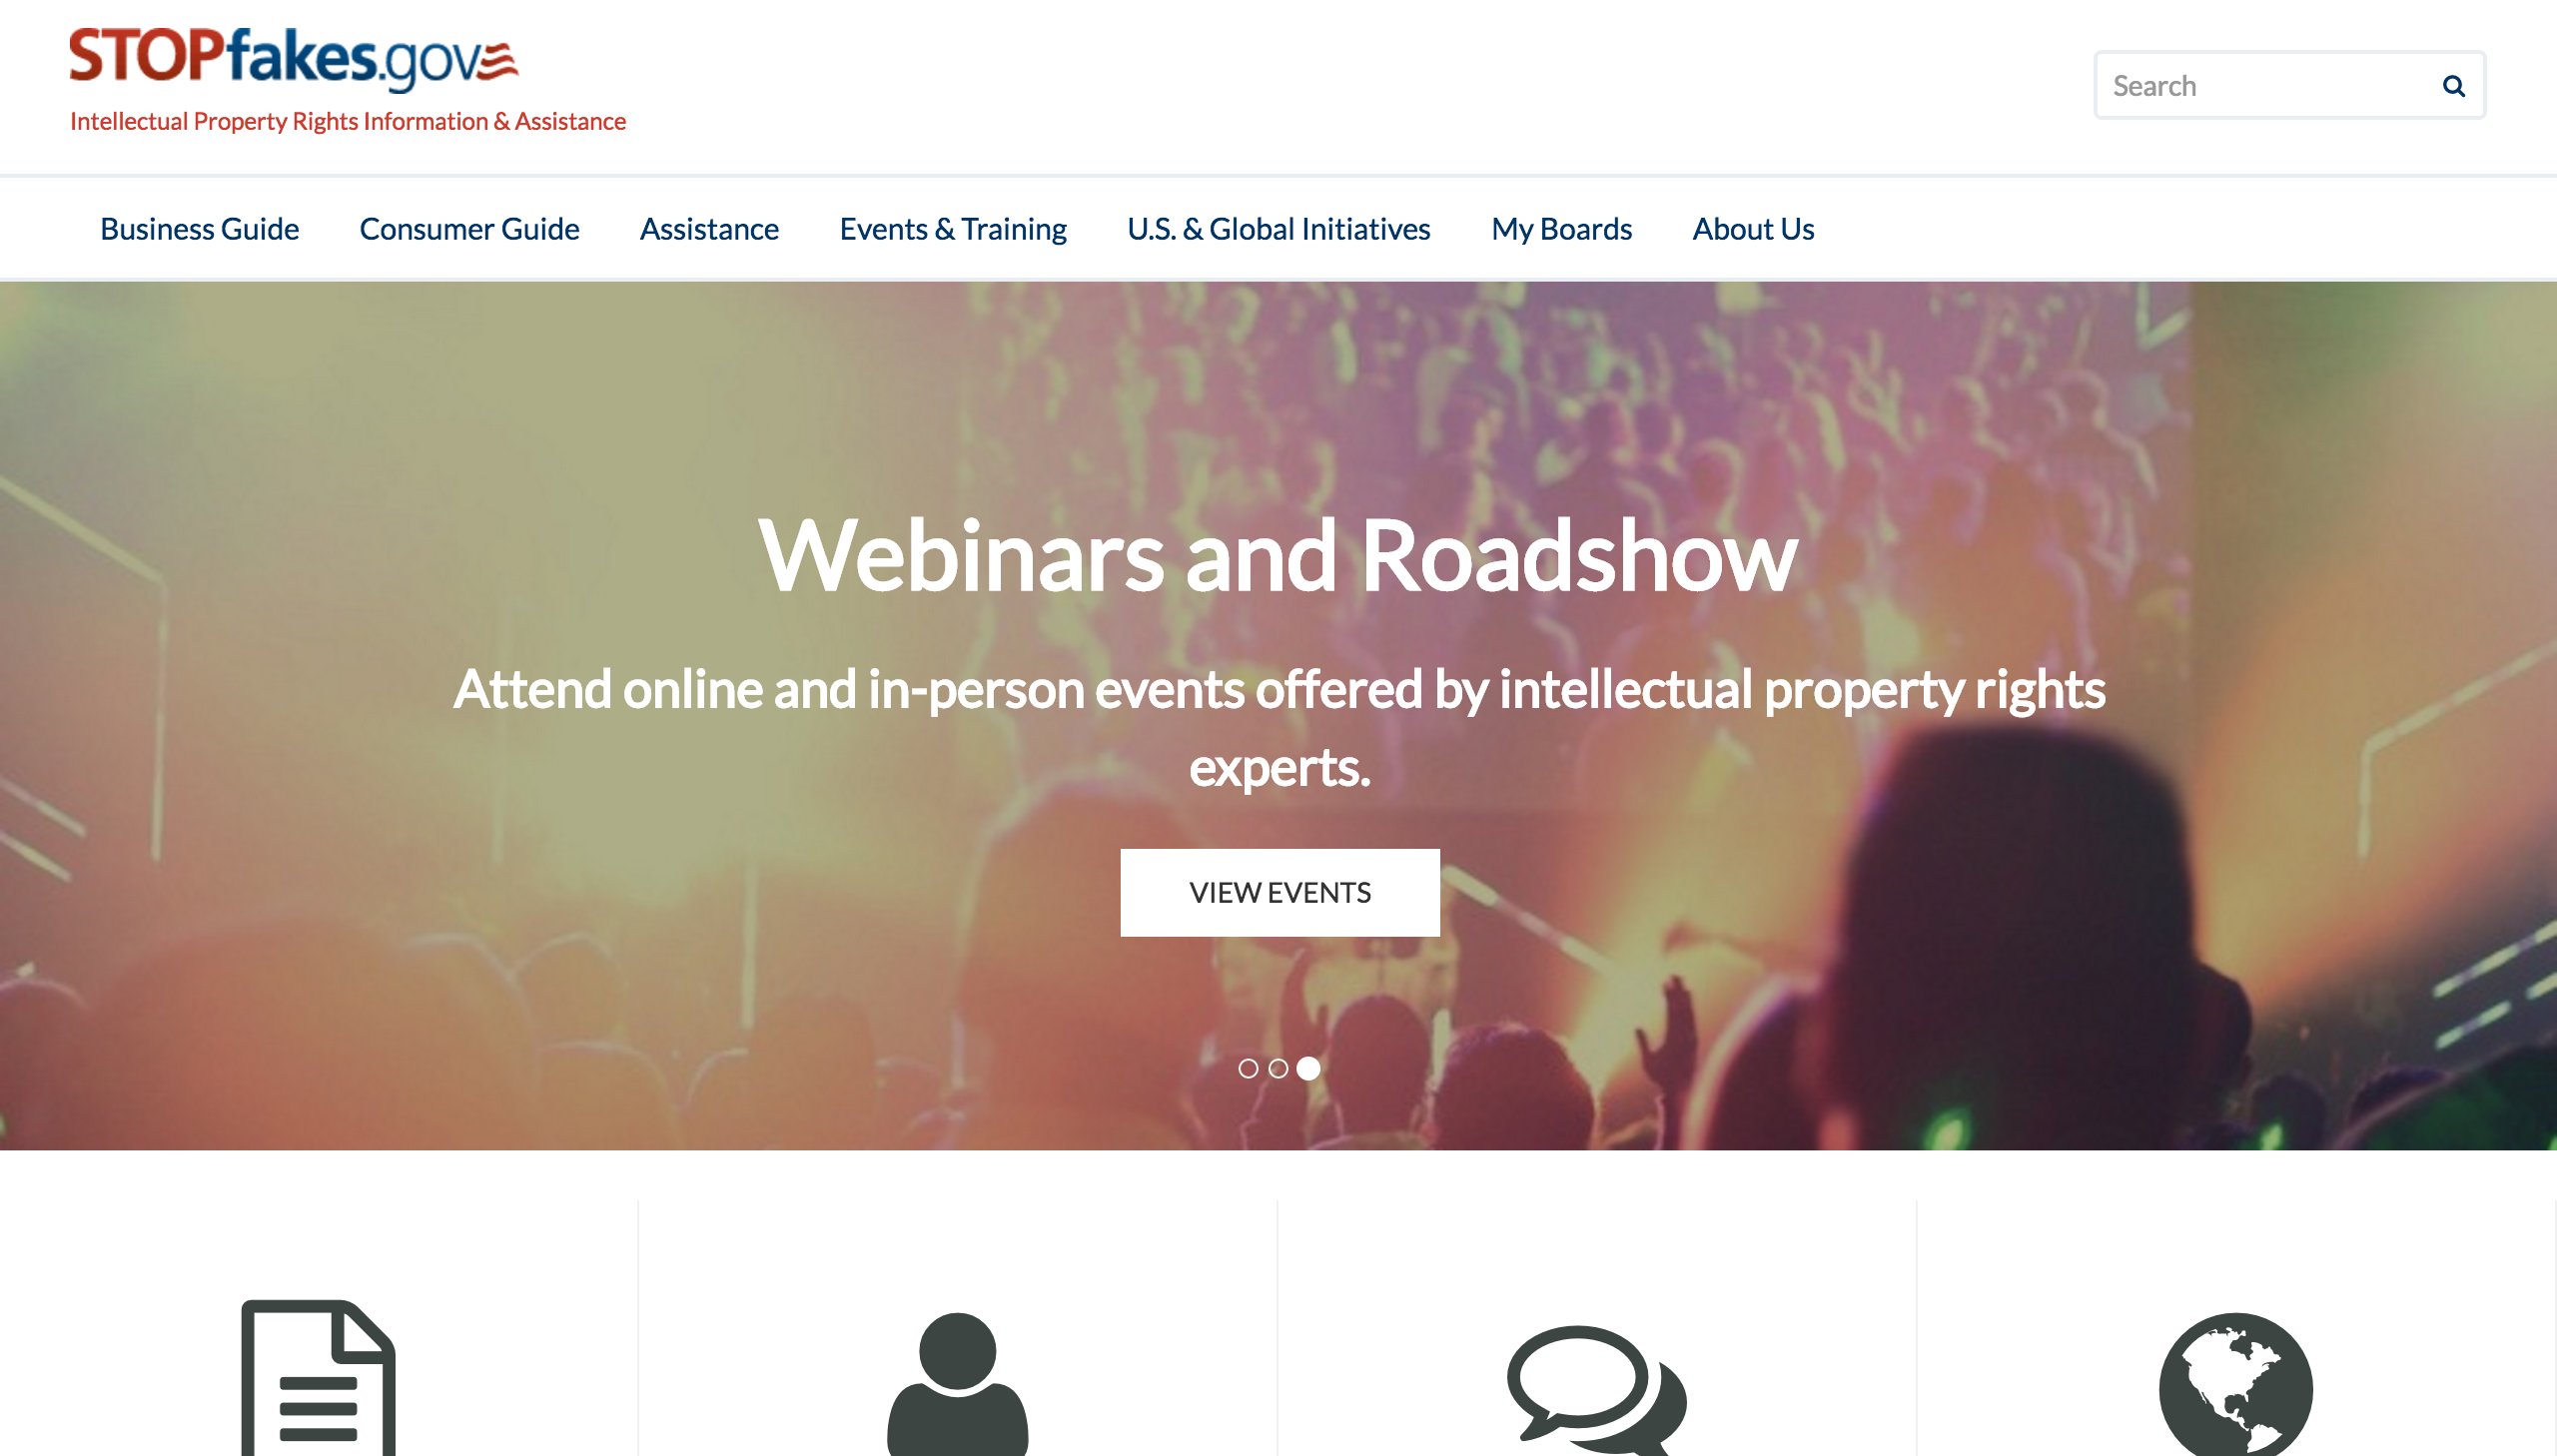 STOPfakes.gov
Intellectual Property Rights Information & Assistance
Search
Business Guide Consumer Guide Assistance Events & Training U.S. & Global Initiatives My Boards About Us
Webinars and Roadshow
Attend online and in-person events offered by intellectual property rights
experts.
VIEW EVENTS